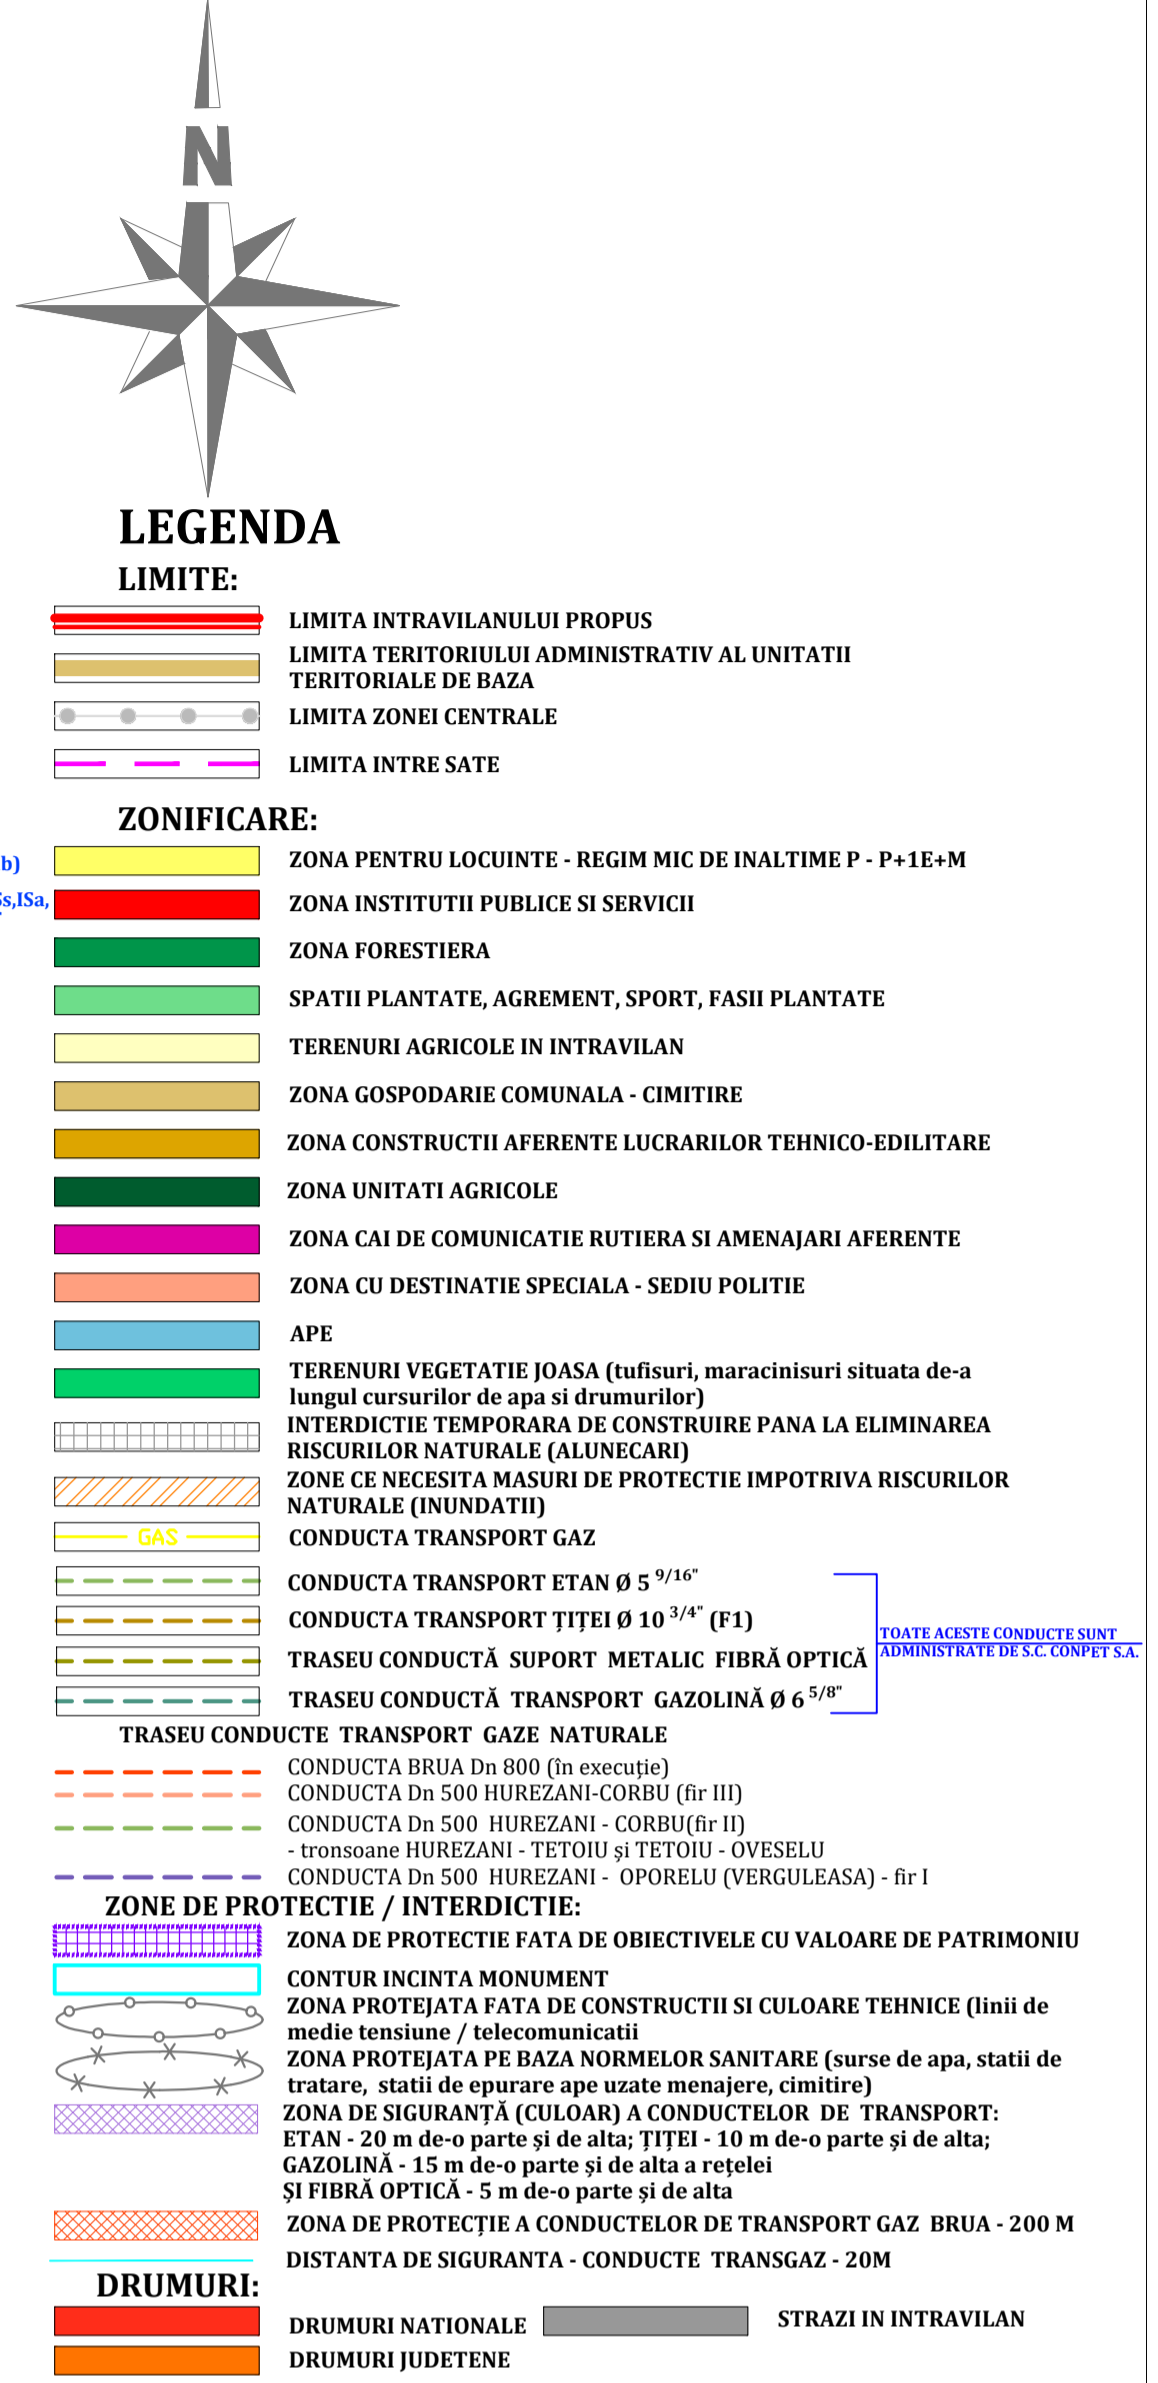 N
LEGENDA
LIMITE:
LIMITA INTRAVILANULUI PROPUS
LIMITA TERITORIULUI ADMINISTRATIV AL UNITATII
TERITORIALE DE BAZA
LIMITA ZONEI CENTRALE
LIMITA INTRE SATE
ZONIFICARE:
b)
ZONA PENTRU LOCUINTE - REGIM MIC DE INALTIME P - P+1E+M
s,ISa,
ZONA INSTITUTII PUBLICE SI SERVICII
ZONA FORESTIERA
SPATII PLANTATE, AGREMENT, SPORT, FASII PLANTATE
TERENURI AGRICOLE IN INTRAVILAN
ZONA GOSPODARIE COMUNALA - CIMITIRE
ZONA CONSTRUCTII AFERENTE LUCRARILOR TEHNICO-EDILITARE
ZONA UNITATI AGRICOLE
ZONA CAI DE COMUNICATIE RUTIERA SI AMENAJARI AFERENTE
ZONA CU DESTINATIE SPECIALA - SEDIU POLITIE
APE
TERENURI VEGETATIE JOASA (tufisuri, maracinisuri situata de-a
lungul cursurilor de apa si drumurilor)
INTERDICTIE TEMPORARA DE CONSTRUIRE PANA LA ELIMINAREA
RISCURILOR NATURALE (ALUNECARI)
ZONE CE NECESITA MASURI DE PROTECTIE IMPOTRIVA RISCURILOR
NATURALE (INUNDATII)
GAS CONDUCTA TRANSPORT GAZ
CONDUCTA TRANSPORT ETAN Ø 5 9/16"
CONDUCTA TRANSPORT ȚIȚEI Ø 10 3/4" (F1)
TOATE ACESTE CONDUCTE SUNT
ADMINISTRATE DE S.C. CONPET S.A.
TRASEU CONDUCTĂ SUPORT METALIC FIBRĂ OPTICĂ
TRASEU CONDUCTĂ TRANSPORT GAZOLINĂ Ø 6 5/8"
TRASEU CONDUCTE TRANSPORT GAZE NATURALE
CONDUCTA BRUA Dn 800 (în execuție)
CONDUCTA Dn 500 HUREZANI-CORBU (fir III)
CONDUCTA Dn 500 HUREZANI - CORBU(fir II)
- tronsoane HUREZANI - TETOIU și TETOIU - OVESELU
CONDUCTA Dn 500 HUREZANI - OPORELU (VERGULEASA) - fir I
ZONE DE PROTECTIE / INTERDICTIE:
ZONA DE PROTECTIE FATA DE OBIECTIVELE CU VALOARE DE PATRIMONIU
CONTUR INCINTA MONUMENT
ZONA PROTEJATA FATA DE CONSTRUCTII SI CULOARE TEHNICE (linii de
medie tensiune / telecomunicatii
ZONA PROTEJATA PE BAZA NORMELOR SANITARE (surse de apa, statii de
tratare, statii de epurare ape uzate menajere, cimitire)
ZONA DE SIGURANȚĂ (CULOAR) A CONDUCTELOR DE TRANSPORT:
ETAN - 20 m de-o parte și de alta; ȚIȚEI - 10 m de-o parte și de alta;
GAZOLINĂ - 15 m de-o parte și de alta a rețelei
ȘI FIBRĂ OPTICĂ - 5 m de-o parte și de alta
ZONA DE PROTECȚIE A CONDUCTELOR DE TRANSPORT GAZ BRUA - 200 M
DISTANTA DE SIGURANTA - CONDUCTE TRANSGAZ - 20M
DRUMURI:
DRUMURI NATIONALE STRAZI IN INTRAVILAN
DRUMURI JUDETENE